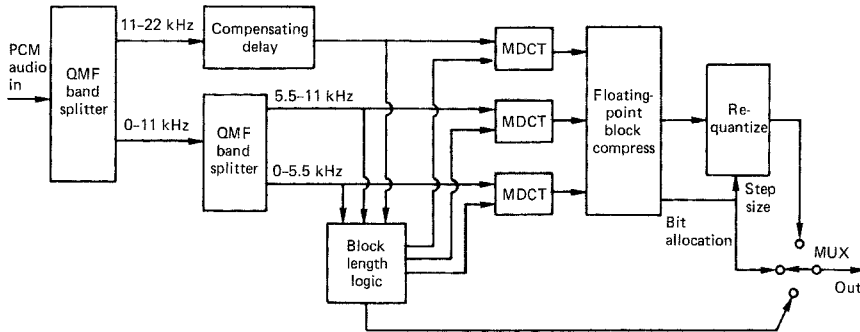 PCM
audio
in
QMF
band
splitter
11–22 kHz
0–11 kHz
Compensating
delay
QMF
band
splitter
5.5–11 kHz
0–5.5 kHz
Block
length
logic
MDCT
MDCT
MDCT
Floating-
point
block
compress
Re-
quantize
Step
size
Bit
allocation
MUX
Out